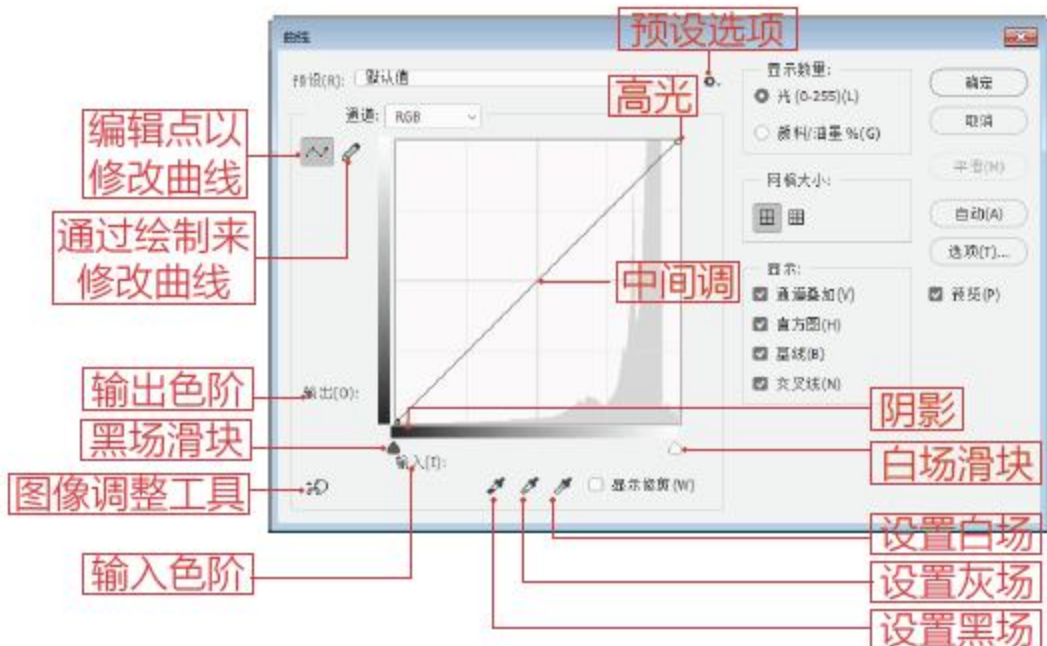 曲线
预设选项
预设(R): 默认值
高光
通道: RGB
编辑点以
修改曲线
通过绘制来
修改曲线
中间调
显示数量:
光 (0-255)(L)
颜料/油墨 %(G)
网格大小:
显示:
通道叠加(V)
直方图(H)
基线(B)
交叉线(N)
确定
取消
平滑(M)
自动(A)
选项(T)...
预览(P)
输出色阶
输出(O):
阴影
黑场滑块
输入(I):
白场滑块
图像调整工具
显示修剪(W)
设置白场
输入色阶
设置灰场
设置黑场